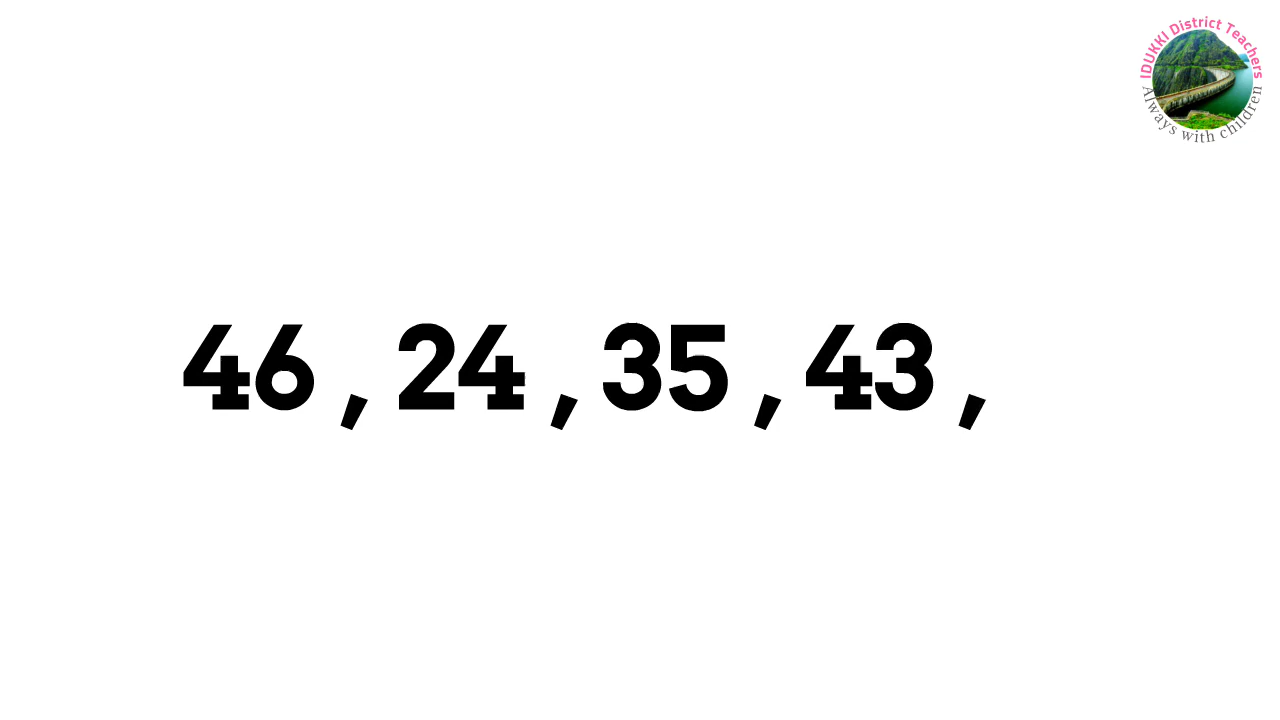 IDUKKI District Teachers
Always with children
46 , 24 , 35 , 43 ,